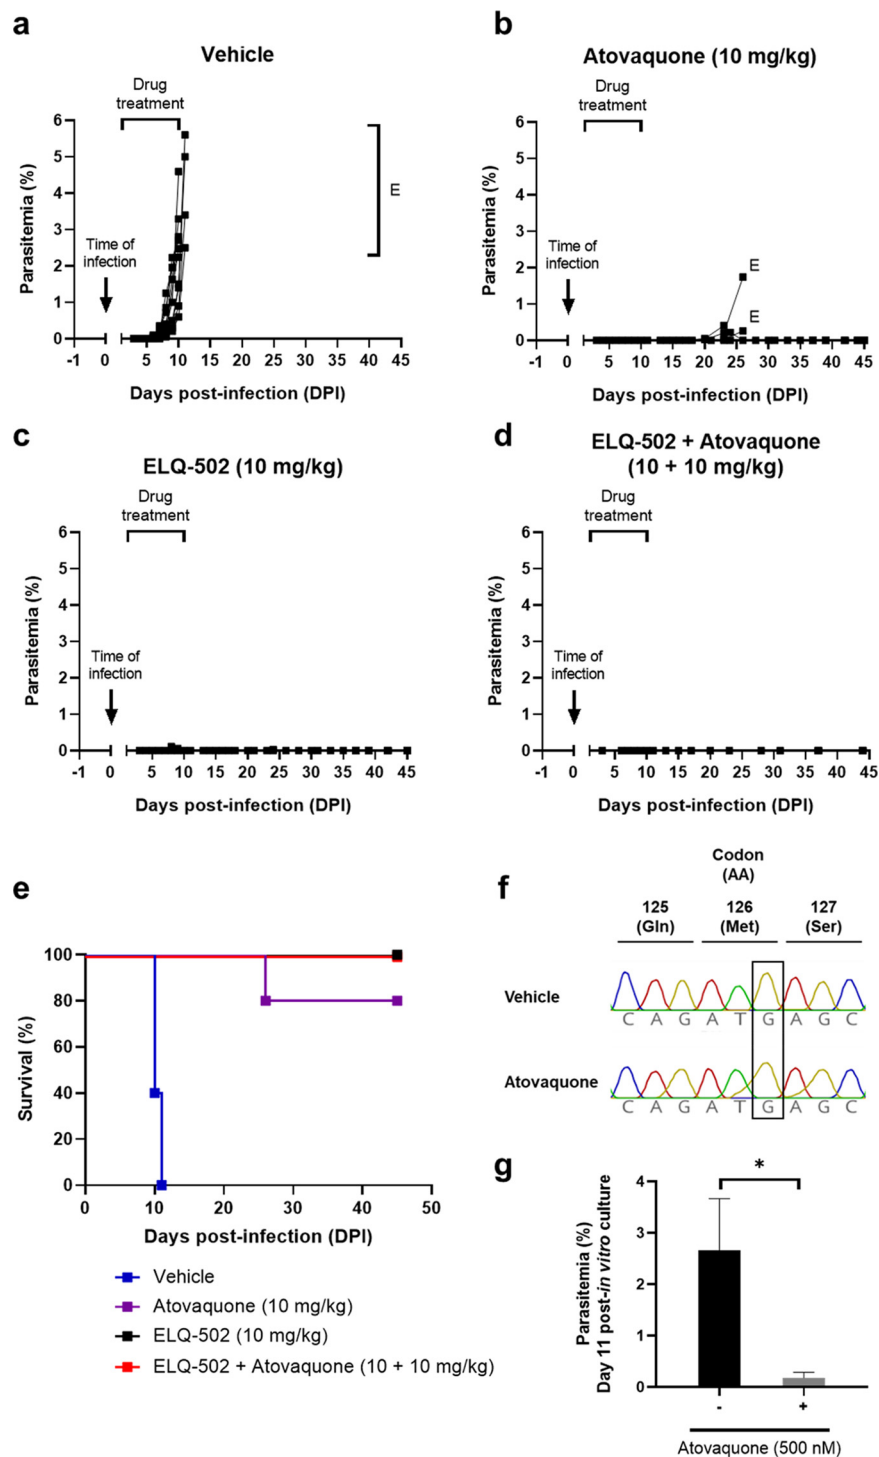 a
Vehicle
Drug
treatment
Parasitemia (%)
6
5
4
3
2
1
0
Time of
infection
E
-1 0 5 10 15 20 25 30 35 40 45
Days post-infection (DPI)
b
Atovaquone (10 mg/kg)
Drug
treatment
Parasitemia (%)
6
5
4
3
2
1
0
Time of
infection
E
E
-1 0 5 10 15 20 25 30 35 40 45
Days post-infection (DPI)
c
ELQ-502 (10 mg/kg)
Drug
treatment
Parasitemia (%)
6
5
4
3
2
1
0
Time of
infection
-1 0 5 10 15 20 25 30 35 40 45
Days post-infection (DPI)
d
ELQ-502 + Atovaquone
(10 + 10 mg/kg)
Drug
treatment
Parasitemia (%)
6
5
4
3
2
1
0
Time of
infection
-1 0 5 10 15 20 25 30 35 40 45
Days post-infection (DPI)
e
Survival (%)
100
80
60
40
20
0
0 10 20 30 40 50
Days post-infection (DPI)
Vehicle
Atovaquone (10 mg/kg)
ELQ-502 (10 mg/kg)
ELQ-502 + Atovaquone (10 + 10 mg/kg)
f
Codon
(AA)
125 126 127
(Gln) (Met) (Ser)
Vehicle
C A G A T G A G C
Atovaquone
C A G A T G A G C
g
Parasitemia (%)
Day 11 post-in vitro culture
4
3
2
1
0
*
- +
Atovaquone (500 nM)